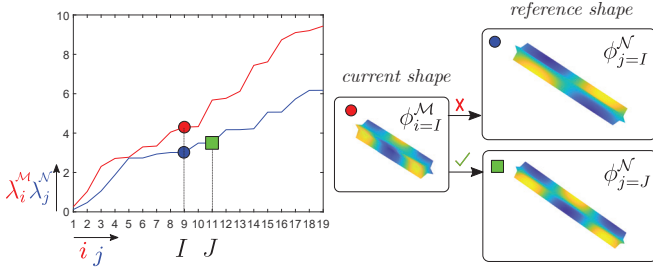 reference shape
current shape
10
8
6
4
2
0
1 2 3 4 5 6 7 8 9 10 11 12 13 14 15 16 17 18 19
λ_i^ℳ λ_j^𝒩
i j
I J
ϕ_{i=I}^ℳ
✗
✓
ϕ_{j=I}^𝒩
ϕ_{j=J}^𝒩